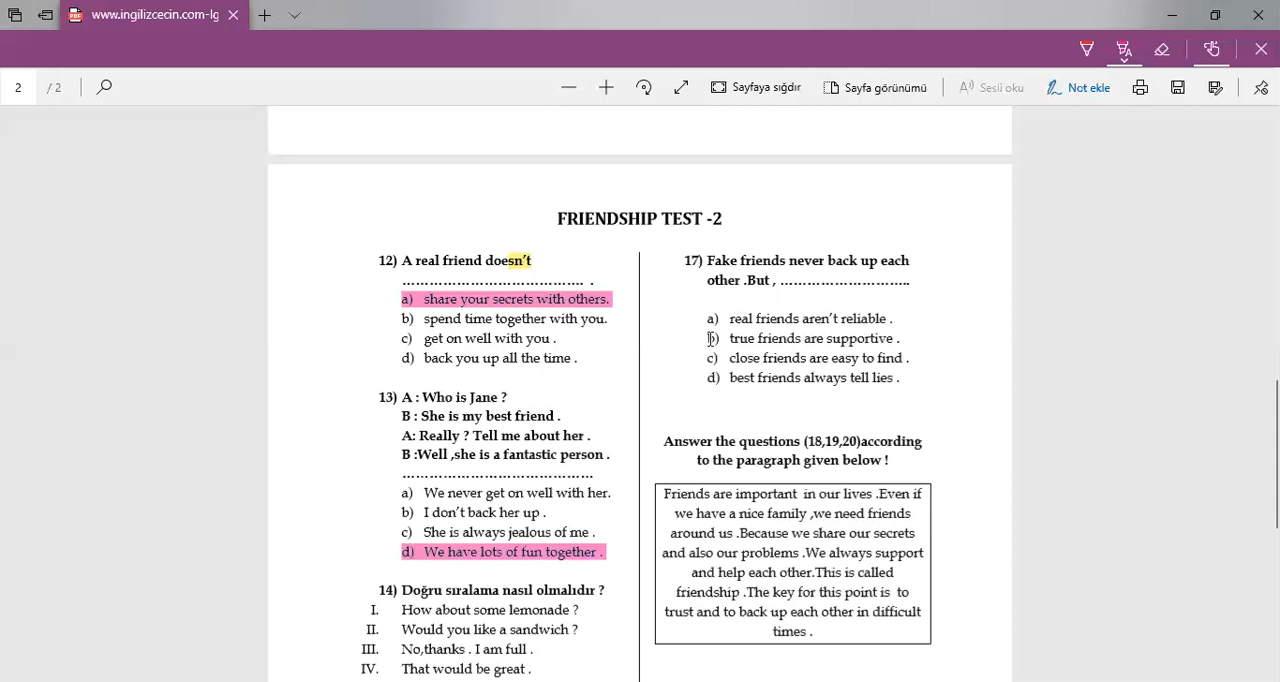 www.ingilizcecin.com-lg
2 / 2
Sayfaya sığdır
Sayfa görünümü
Sesli oku
Not ekle
FRIENDSHIP TEST -2
12) A real friend doesn't
…………………………… .
a) share your secrets with others.
b) spend time together with you.
c) get on well with you .
d) back you up all the time .
13) A : Who is Jane ?
B : She is my best friend .
A: Really ? Tell me about her .
B :Well ,she is a fantastic person .
……………………………
a) We never get on well with her.
b) I don't back her up .
c) She is always jealous of me .
d) We have lots of fun together .
14) Doğru sıralama nasıl olmalıdır ?
I. How about some lemonade ?
II. Would you like a sandwich ?
III. No,thanks . I am full .
IV. That would be great .
17) Fake friends never back up each
other .But , ………………………..
a) real friends aren't reliable .
b) true friends are supportive .
c) close friends are easy to find .
d) best friends always tell lies .
Answer the questions (18,19,20)according
to the paragraph given below !
Friends are important in our lives .Even if
we have a nice family ,we need friends
around us .Because we share our secrets
and also our problems .We always support
and help each other.This is called
friendship .The key for this point is to
trust and to back up each other in difficult
times .